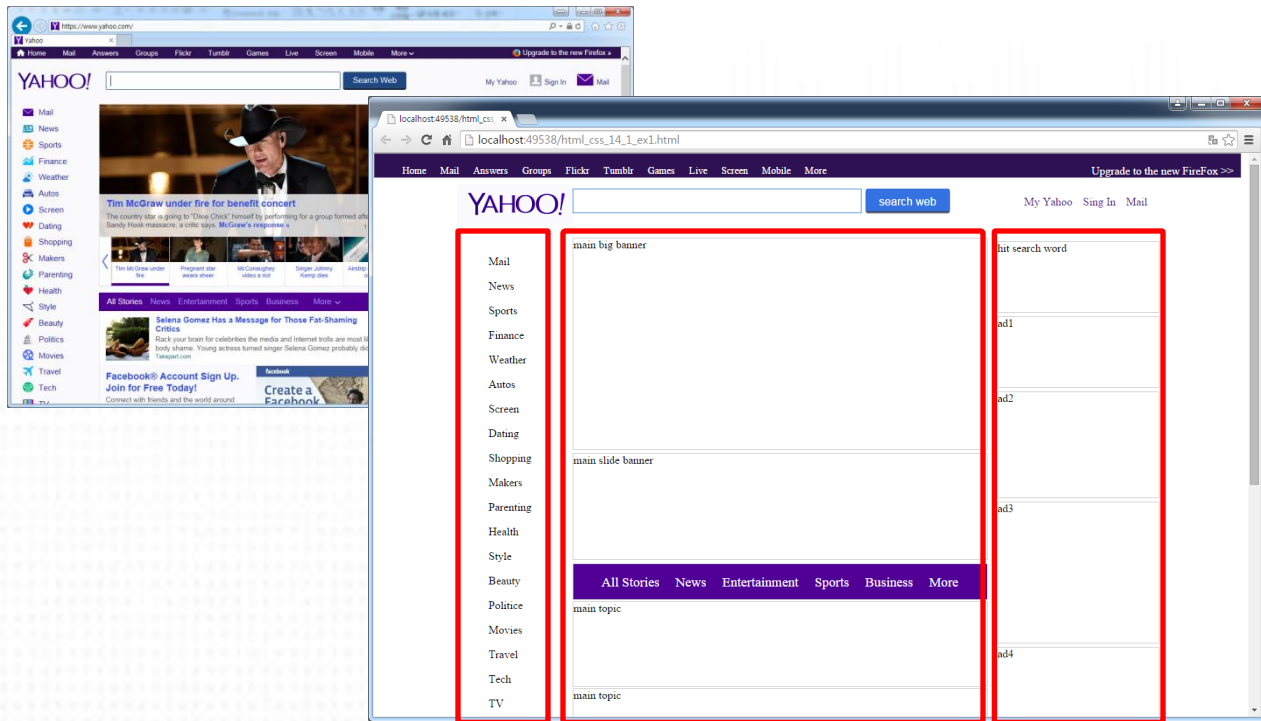 https://www.yahoo.com/
Yahoo
Home Mail Answers Groups Flickr Tumblr Games Live Screen Mobile More
Upgrade to the new Firefox »
YAHOO!
Search Web
My Yahoo Sign In Mail
Mail
News
Sports
Finance
Weather
Autos
Screen
Dating
Shopping
Makers
Parenting
Health
Style
Beauty
Politics
Movies
Travel
Tech
TV
Tim McGraw under fire for benefit concert
The country star is going to "Dixie Chick" himself by performing for a group formed afte
Sandy Hook massacre, a critic says. McGraw's response »
Tim McGraw under fire
Pregnant star wears sheer
McConaughey video a riot
Singer Johnny Kemp dies
Airstrip
All Stories News Entertainment Sports Business More
Selena Gomez Has a Message for Those Fat-Shaming
Critics
Rack your brain for celebrities the media and Internet trolls are most li
body shame. Young actress turned singer Selena Gomez probably di
Takepart.com
Facebook® Account Sign Up.
Join for Free Today!
Connect with friends and the world around
facebook
Create a
Facebook
localhost:49538/html_css_
localhost:49538/html_css_14_1_ex1.html
Home Mail Answers Groups Flickr Tumblr Games Live Screen Mobile More
Upgrade to the new FireFox >>
YAHOO!
search web
My Yahoo Sung In Mail
Mail
News
Sports
Finance
Weather
Autos
Screen
Dating
Shopping
Makers
Parenting
Health
Style
Beauty
Politice
Movies
Travel
Tech
TV
main big banner
main slide banner
All Stories News Entertainment Sports Business More
main topic
main topic
hit search word
ad1
ad2
ad3
ad4